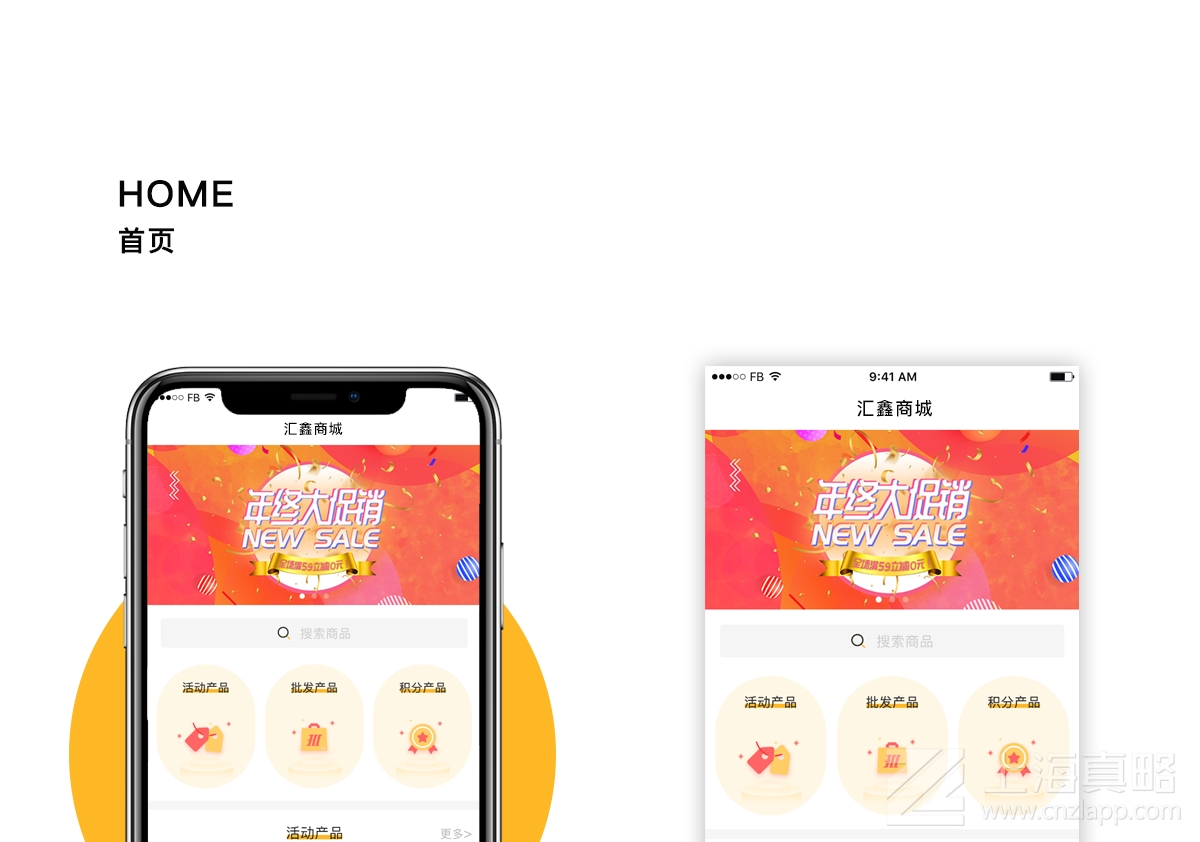 HOME
首页
FB
汇鑫商城
年终大促销
NEW SALE
全场满59立减0元
搜索商品
活动产品 批发产品 积分产品
批
活动产品 更多>
FB 9:41 AM
汇鑫商城
年终大促销
NEW SALE
全场满59立减0元
搜索商品
活动产品 批发产品 积分产品
批
上海真略
www.cnzlapp.com